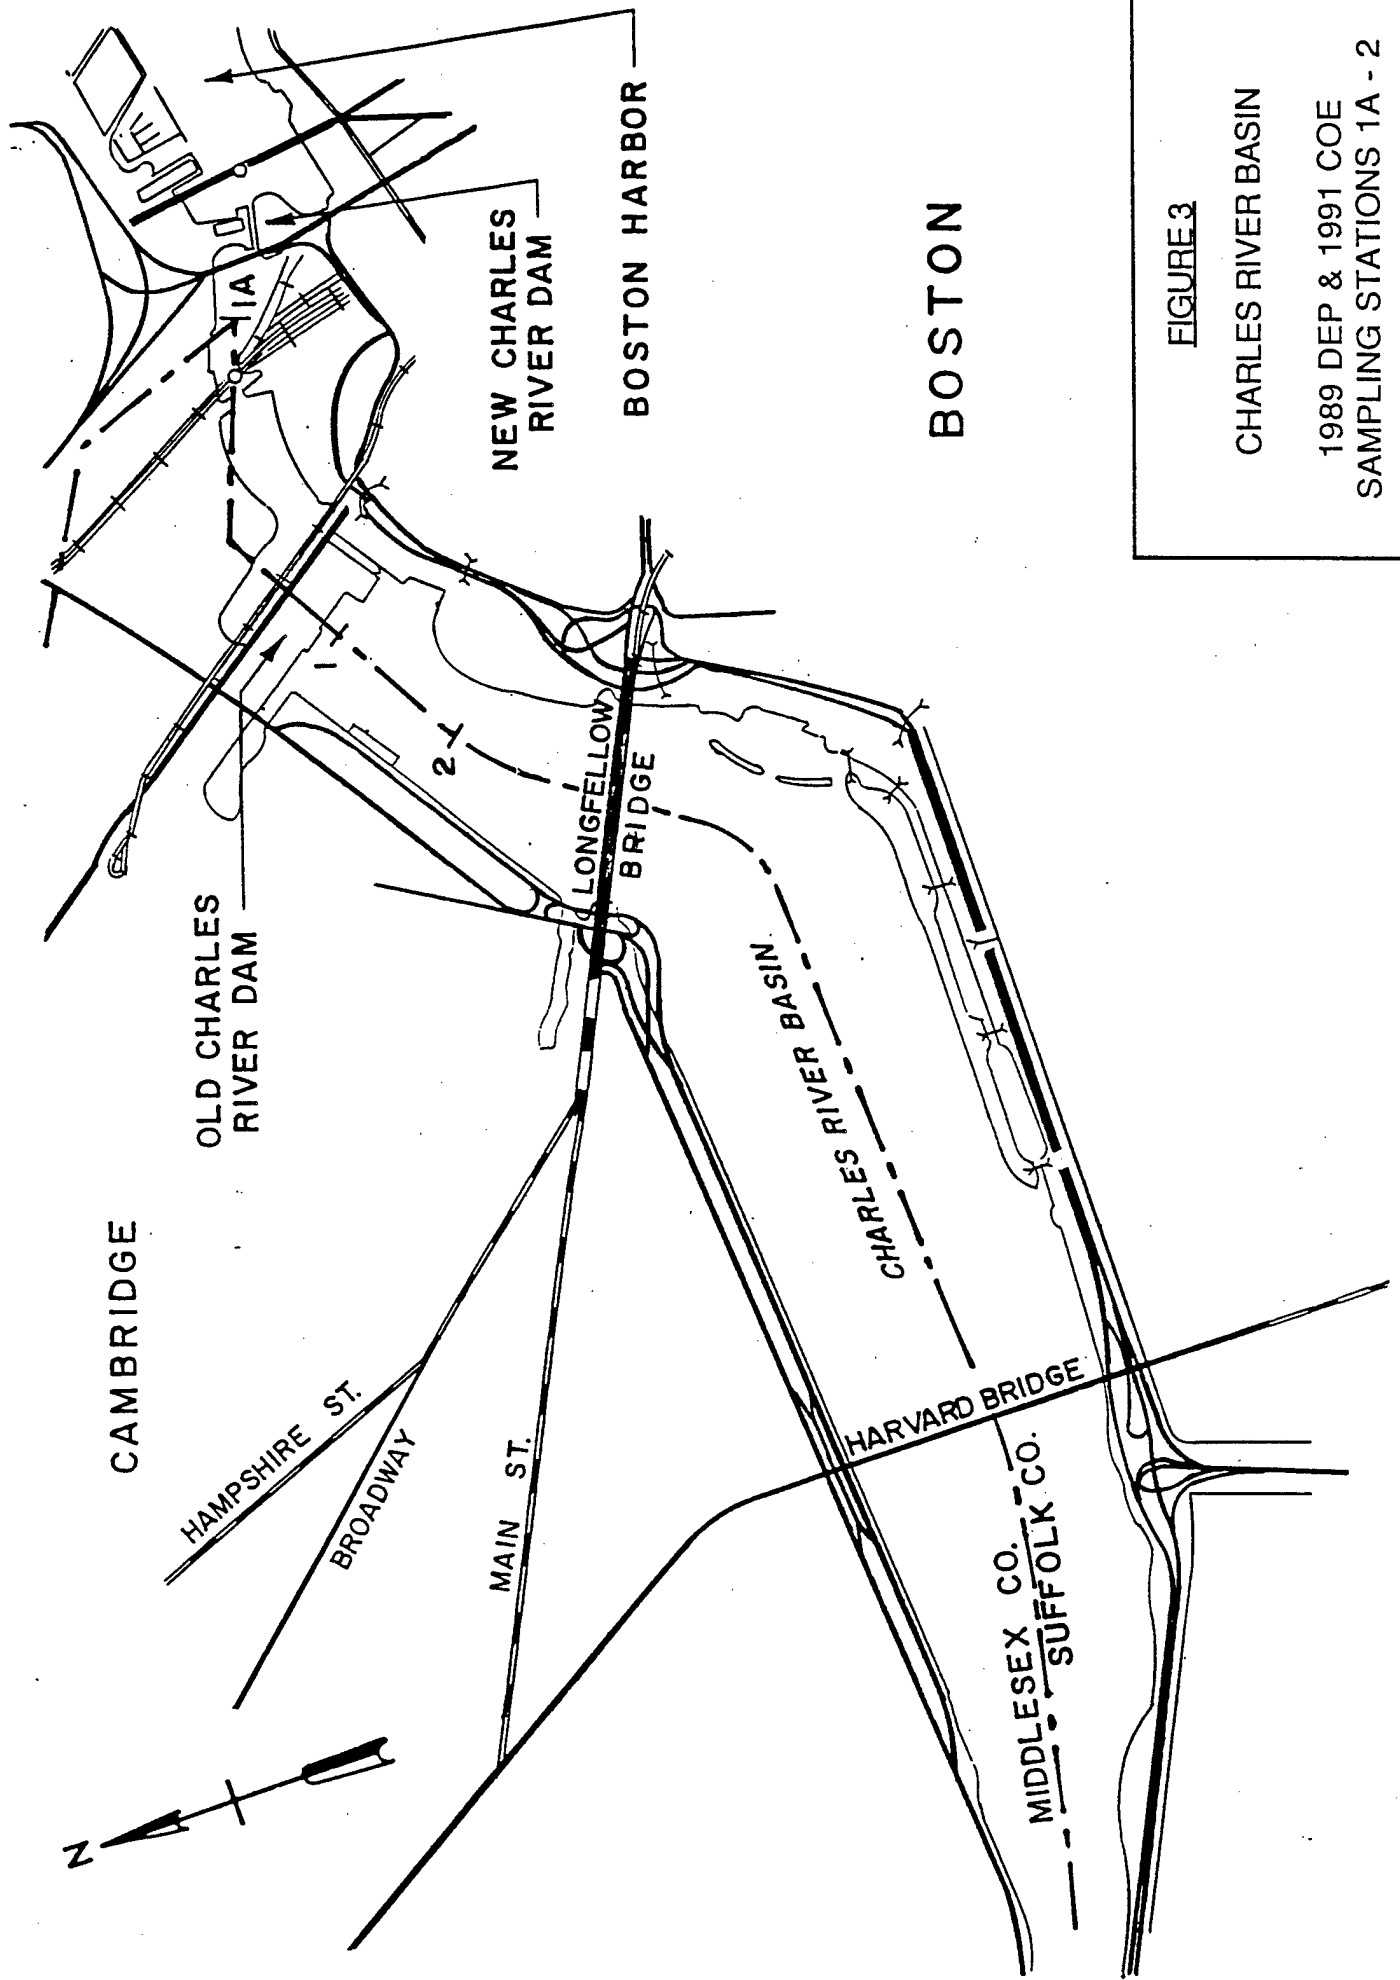 CAMBRIDGE
OLD CHARLES
RIVER DAM
1A
1
2
HAMPSHIRE ST.
BROADWAY
MAIN ST.
LONGFELLOW
BRIDGE
NEW CHARLES
RIVER DAM
BOSTON HARBOR
CHARLES RIVER BASIN
HARVARD BRIDGE
MIDDLESEX CO.
SUFFOLK CO.
BOSTON
N
FIGURE 3
CHARLES RIVER BASIN
1989 DEP & 1991 COE
SAMPLING STATIONS 1A - 2